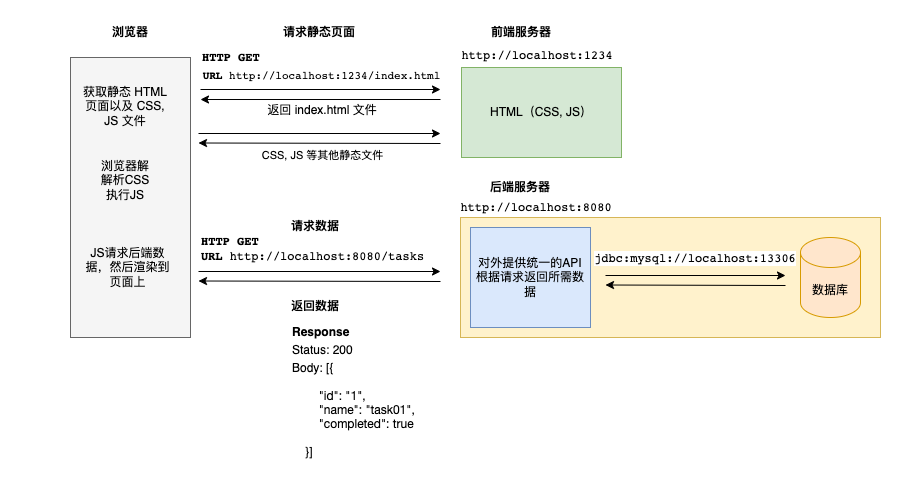 浏览器
请求静态页面
前端服务器
HTTP GET
http://localhost:1234
URL http://localhost:1234/index.html
获取静态 HTML
页面以及 CSS,
JS 文件
返回 index.html 文件
HTML（CSS, JS）
CSS, JS 等其他静态文件
浏览器解
解析CSS
执行JS
后端服务器
http://localhost:8080
请求数据
HTTP GET
URL http://localhost:8080/tasks
JS请求后端数
据，然后渲染到
页面上
对外提供统一的API
根据请求返回所需数
据
jdbc:mysql://localhost:13306
数据库
返回数据
Response
Status: 200
Body: [{
"id": "1",
"name": "task01",
"completed": true
}]